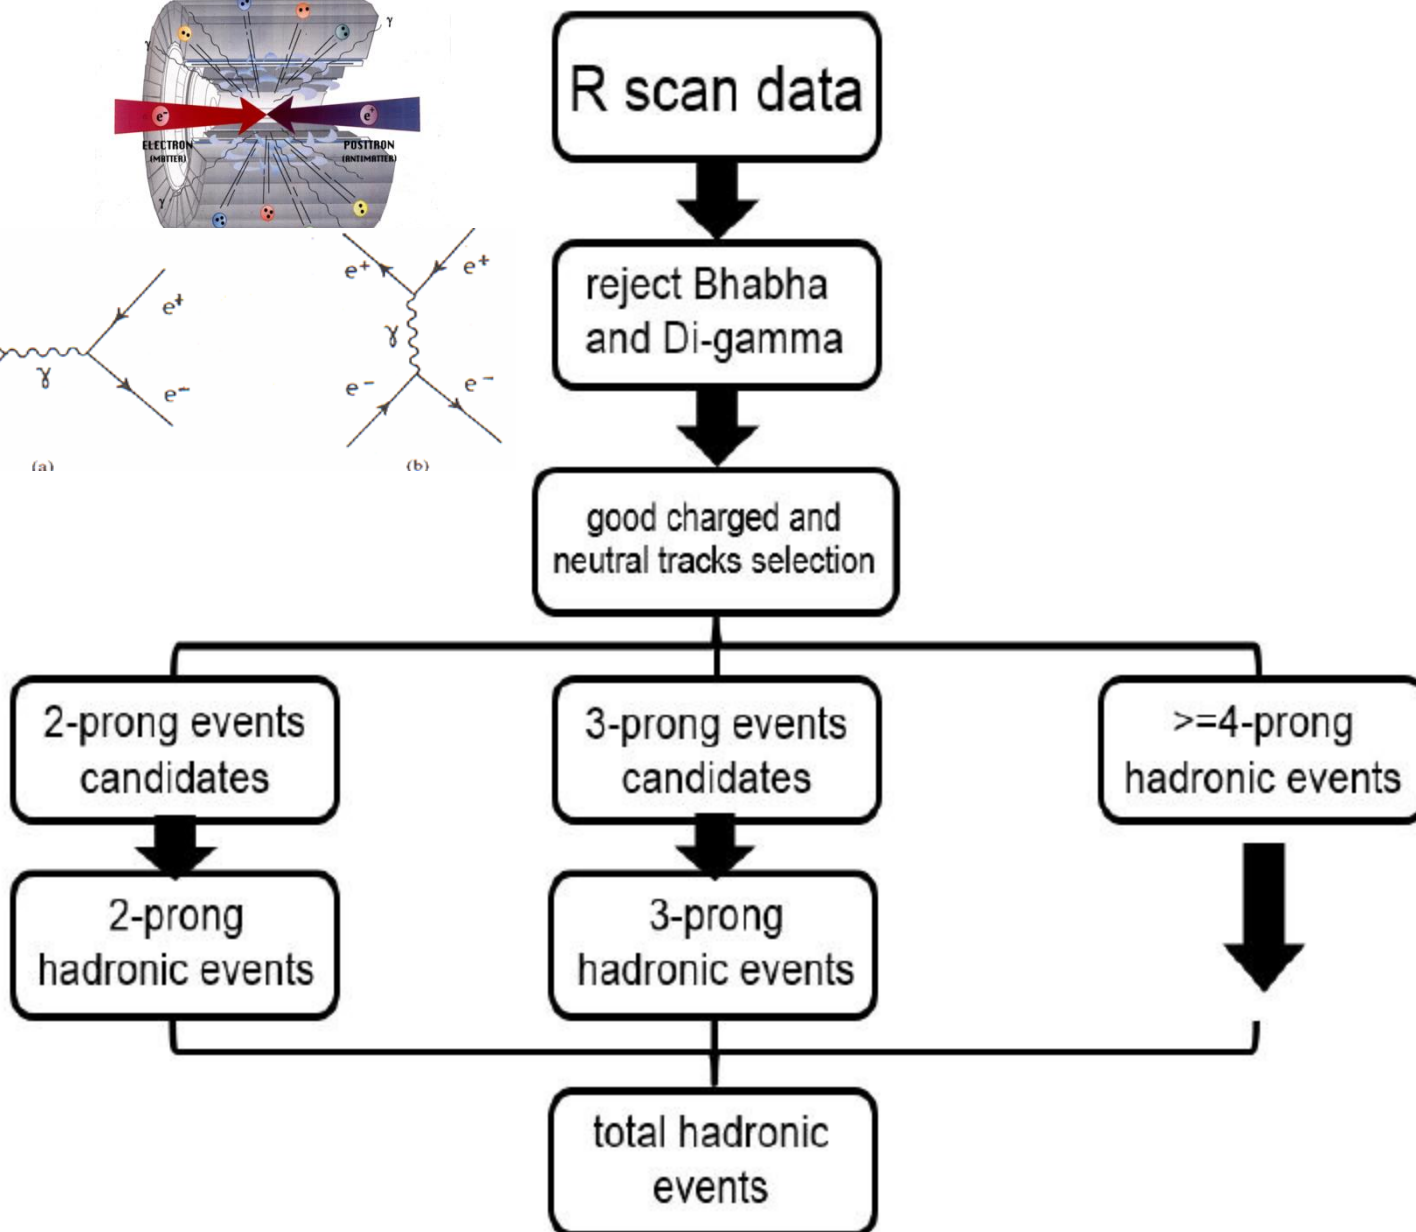 γ
γ
γ
e⁻
e⁺
ELECTRON
(MATTER)
POSITRON
(ANTIMATTER)
e⁺
γ
e⁻
(a)
e⁺
e⁺
γ
e⁻
e⁻
(b)
R scan data
reject Bhabha
and Di-gamma
good charged and
neutral tracks selection
2-prong events
candidates
3-prong events
candidates
>=4-prong
hadronic events
2-prong
hadronic events
3-prong
hadronic events
total hadronic
events